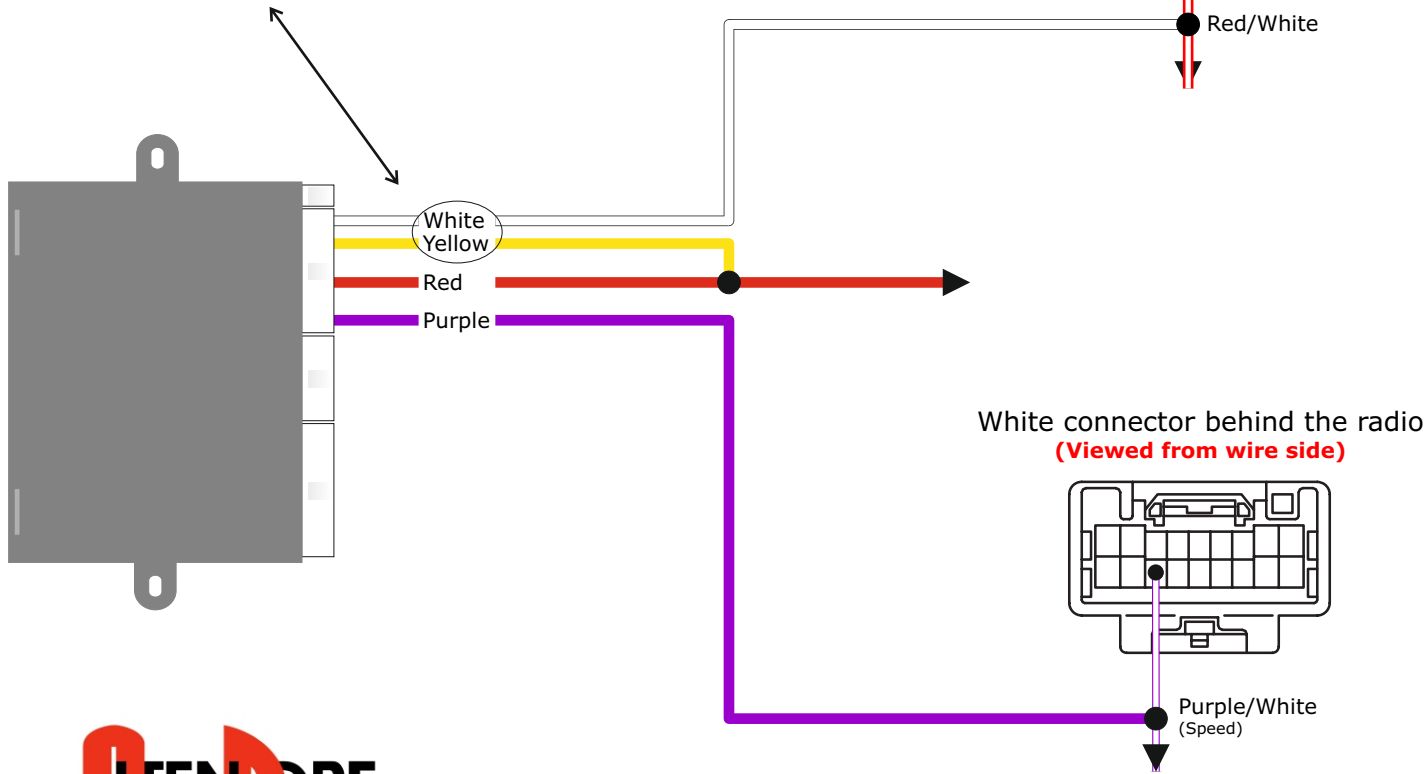 Red/White
White
Yellow
Red
Purple
White connector behind the radio
(Viewed from wire side)
Purple/White
(Speed)